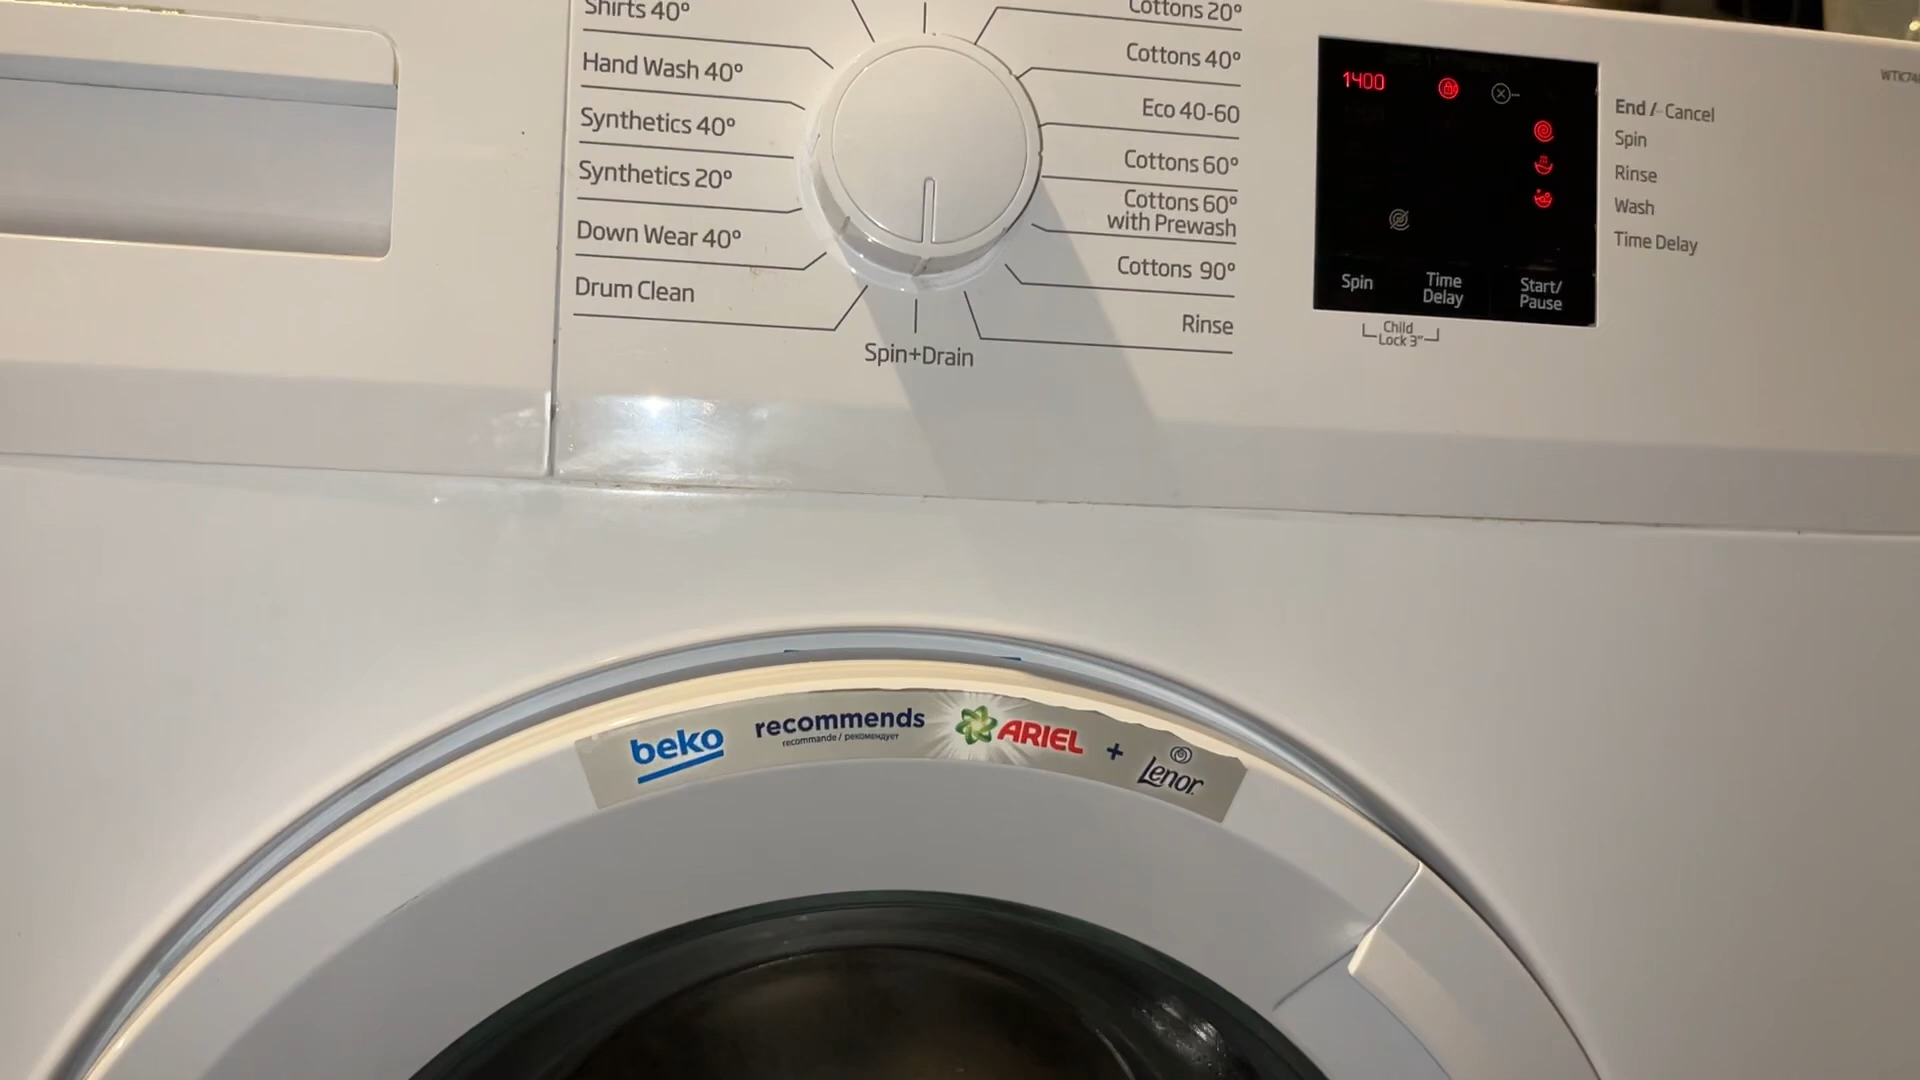 Shirts 40°
Hand Wash 40°
Synthetics 40°
Synthetics 20°
Down Wear 40°
Drum Clean
Spin+Drain
Cottons 20°
Cottons 40°
Eco 40-60
Cottons 60°
Cottons 60°
with Prewash
Cottons 90°
Rinse
1400
Spin
Time
Delay
Start/
Pause
Child
Lock 3"
End / Cancel
Spin
Rinse
Wash
Time Delay
beko
recommends
recommande / рекомендует
ARIEL
+
Lenor